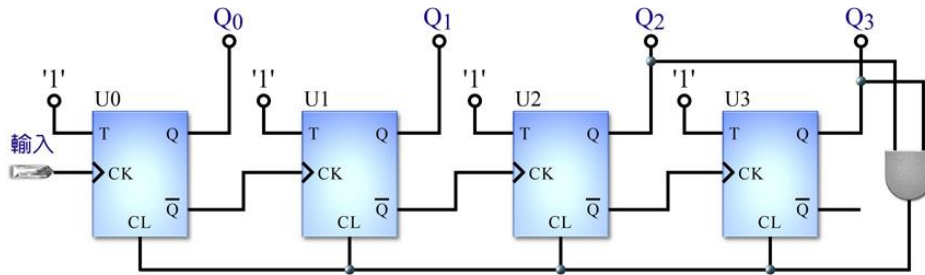 Q0 Q1 Q2 Q3
'1' '1' '1' '1'
U0 U1 U2 U3
T Q T Q T Q T Q
輸入
CK CK CK CK
CL Q̅ CL Q̅ CL Q̅ CL Q̅